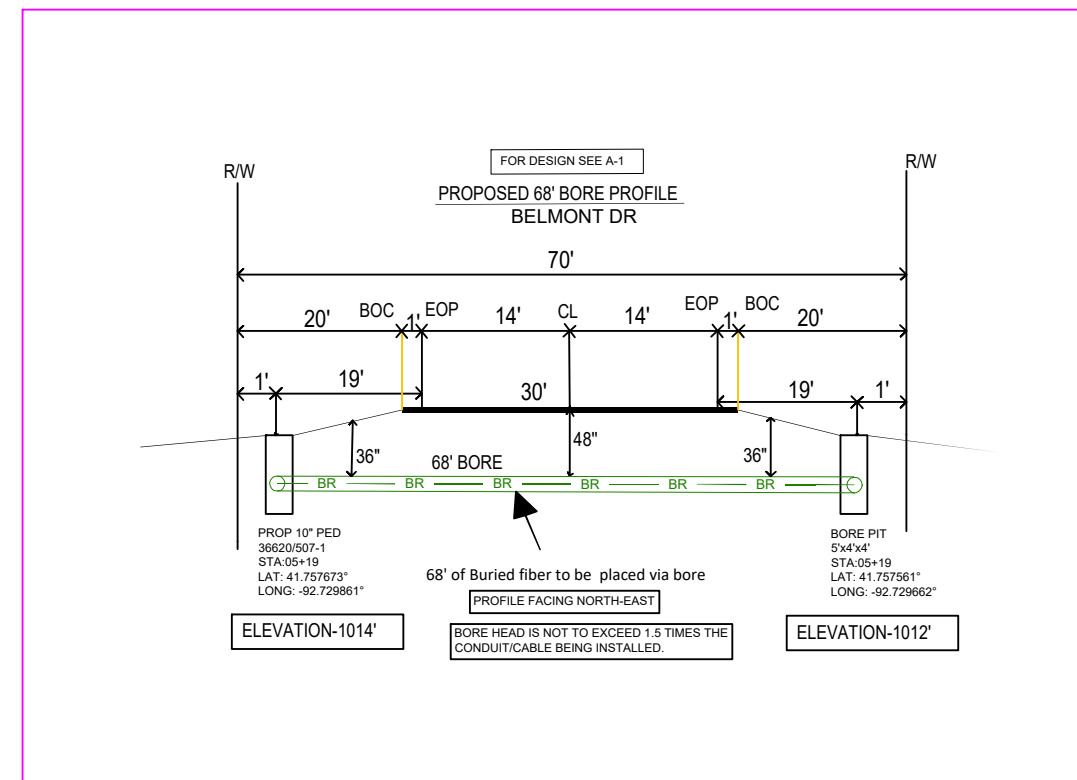 FOR DESIGN SEE A-1
R/W
R/W
PROPOSED 68' BORE PROFILE
BELMONT DR
70'
20'
BOC
1'
EOP
14'
CL
14'
EOP
1'
BOC
20'
1'
19'
30'
19'
1'
48"
36"
68' BORE
36"
BR BR BR BR BR BR
PROP 10" PED
36620/507-1
STA:05+19
LAT: 41.757673°
LONG: -92.729861°
BORE PIT
5'x4'x4'
STA:05+19
LAT: 41.757561°
LONG: -92.729662°
68' of Buried fiber to be placed via bore
PROFILE FACING NORTH-EAST
ELEVATION-1014'
BORE HEAD IS NOT TO EXCEED 1.5 TIMES THE
CONDUIT/CABLE BEING INSTALLED.
ELEVATION-1012'